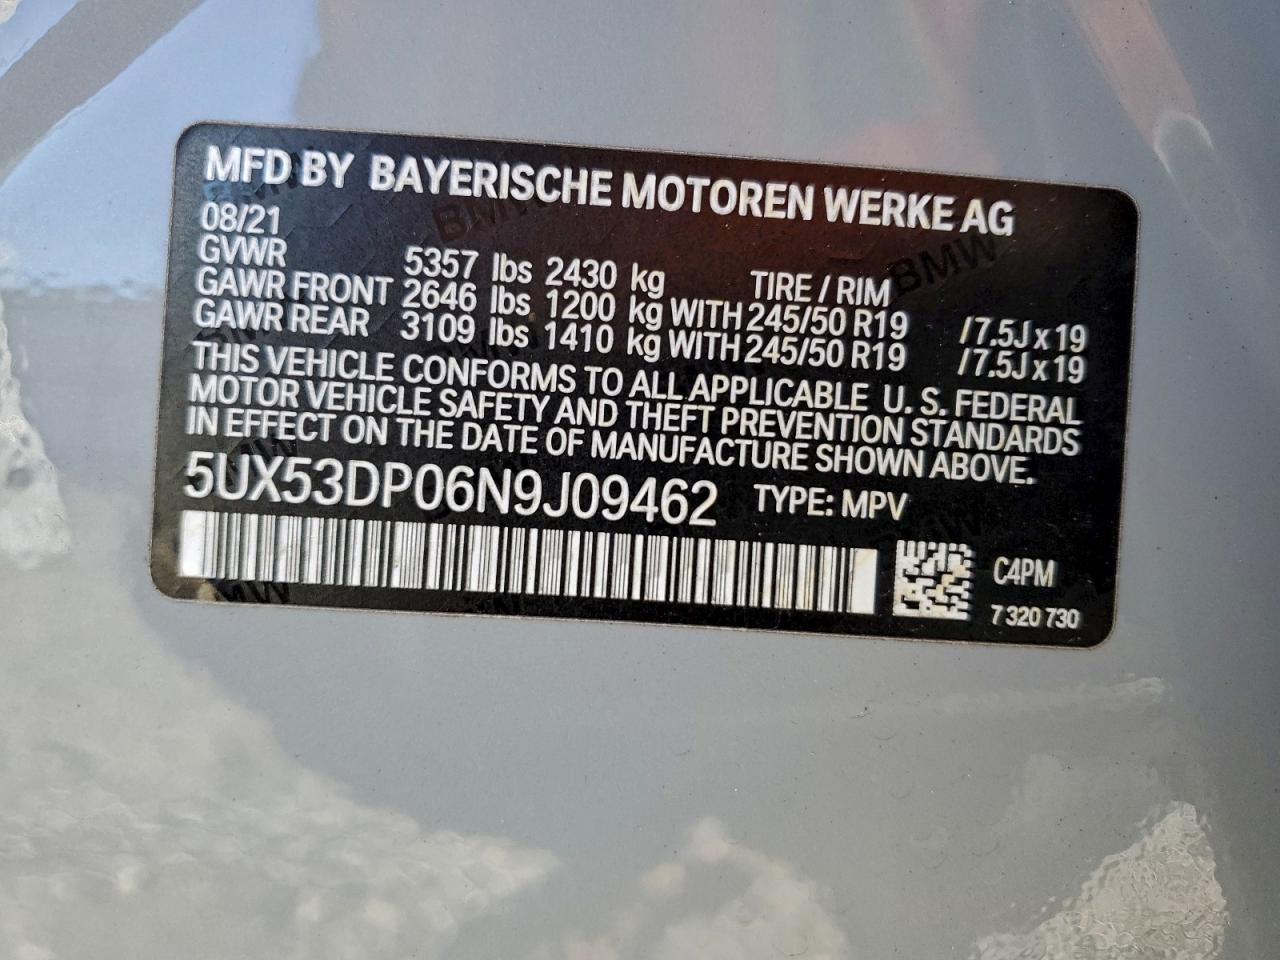 MFD BY BAYERISCHE MOTOREN WERKE AG
08/21
GVWR 5357 lbs 2430 kg TIRE / RIM
GAWR FRONT 2646 lbs 1200 kg WITH 245/50 R19 /7.5J x 19
GAWR REAR 3109 lbs 1410 kg WITH 245/50 R19 /7.5J x 19
THIS VEHICLE CONFORMS TO ALL APPLICABLE U. S. FEDERAL
MOTOR VEHICLE SAFETY AND THEFT PREVENTION STANDARDS
IN EFFECT ON THE DATE OF MANUFACTURE SHOWN ABOVE.
5UX53DP06N9J09462 TYPE: MPV
C4PM
7 320 730